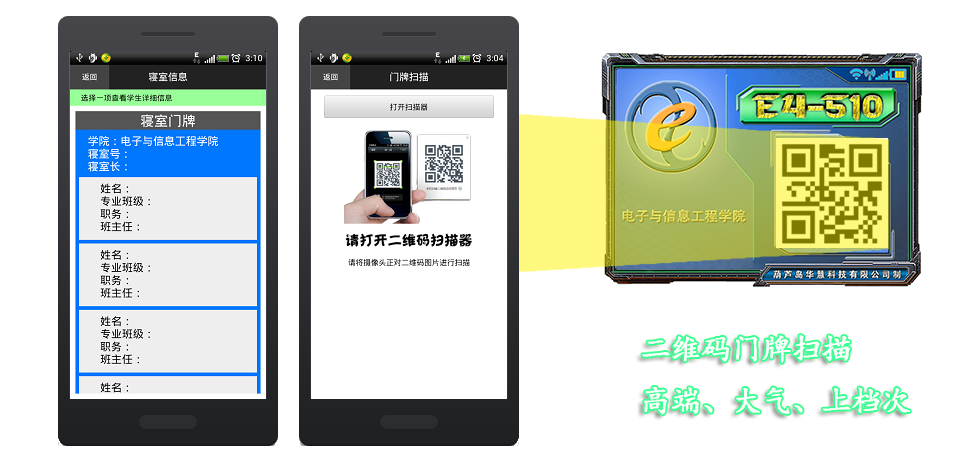 3:10
返回
寝室信息
选择一项查看学生详细信息
寝室门牌
学院：电子与信息工程学院
寝室号：
寝室长：
姓名：
专业班级：
职务：
班主任：
姓名：
专业班级：
职务：
班主任：
姓名：
专业班级：
职务：
班主任：
姓名：
3:04
返回
门牌扫描
打开扫描器
请打开二维码扫描器
请将摄像头正对二维码图片进行扫描
E4-510
电子与信息工程学院
葫芦岛华慧科技有限公司制
二维码门牌扫描
高端、大气、上档次